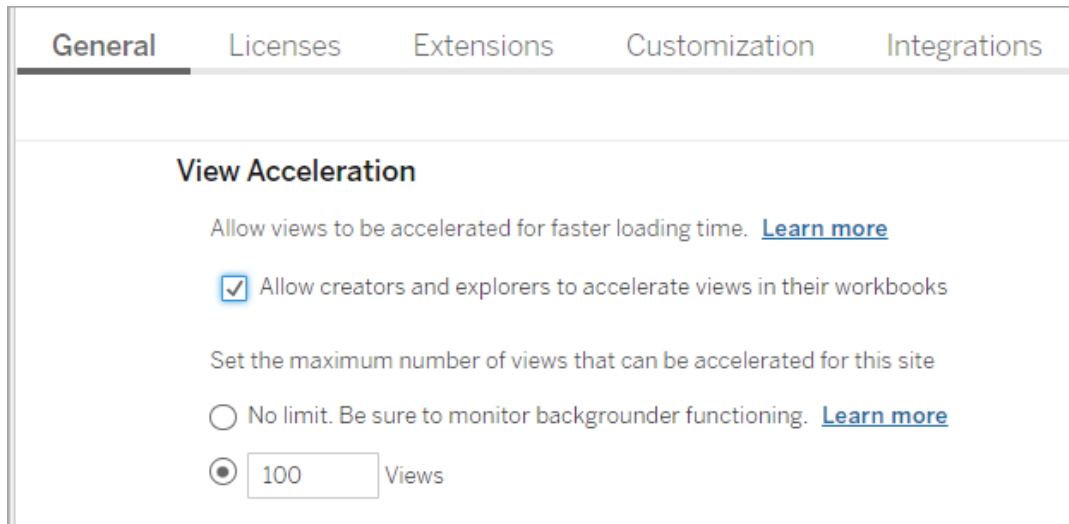 General Licenses Extensions Customization Integrations
View Acceleration
Allow views to be accelerated for faster loading time. Learn more
Allow creators and explorers to accelerate views in their workbooks
Set the maximum number of views that can be accelerated for this site
No limit. Be sure to monitor backgrounder functioning. Learn more
100 Views